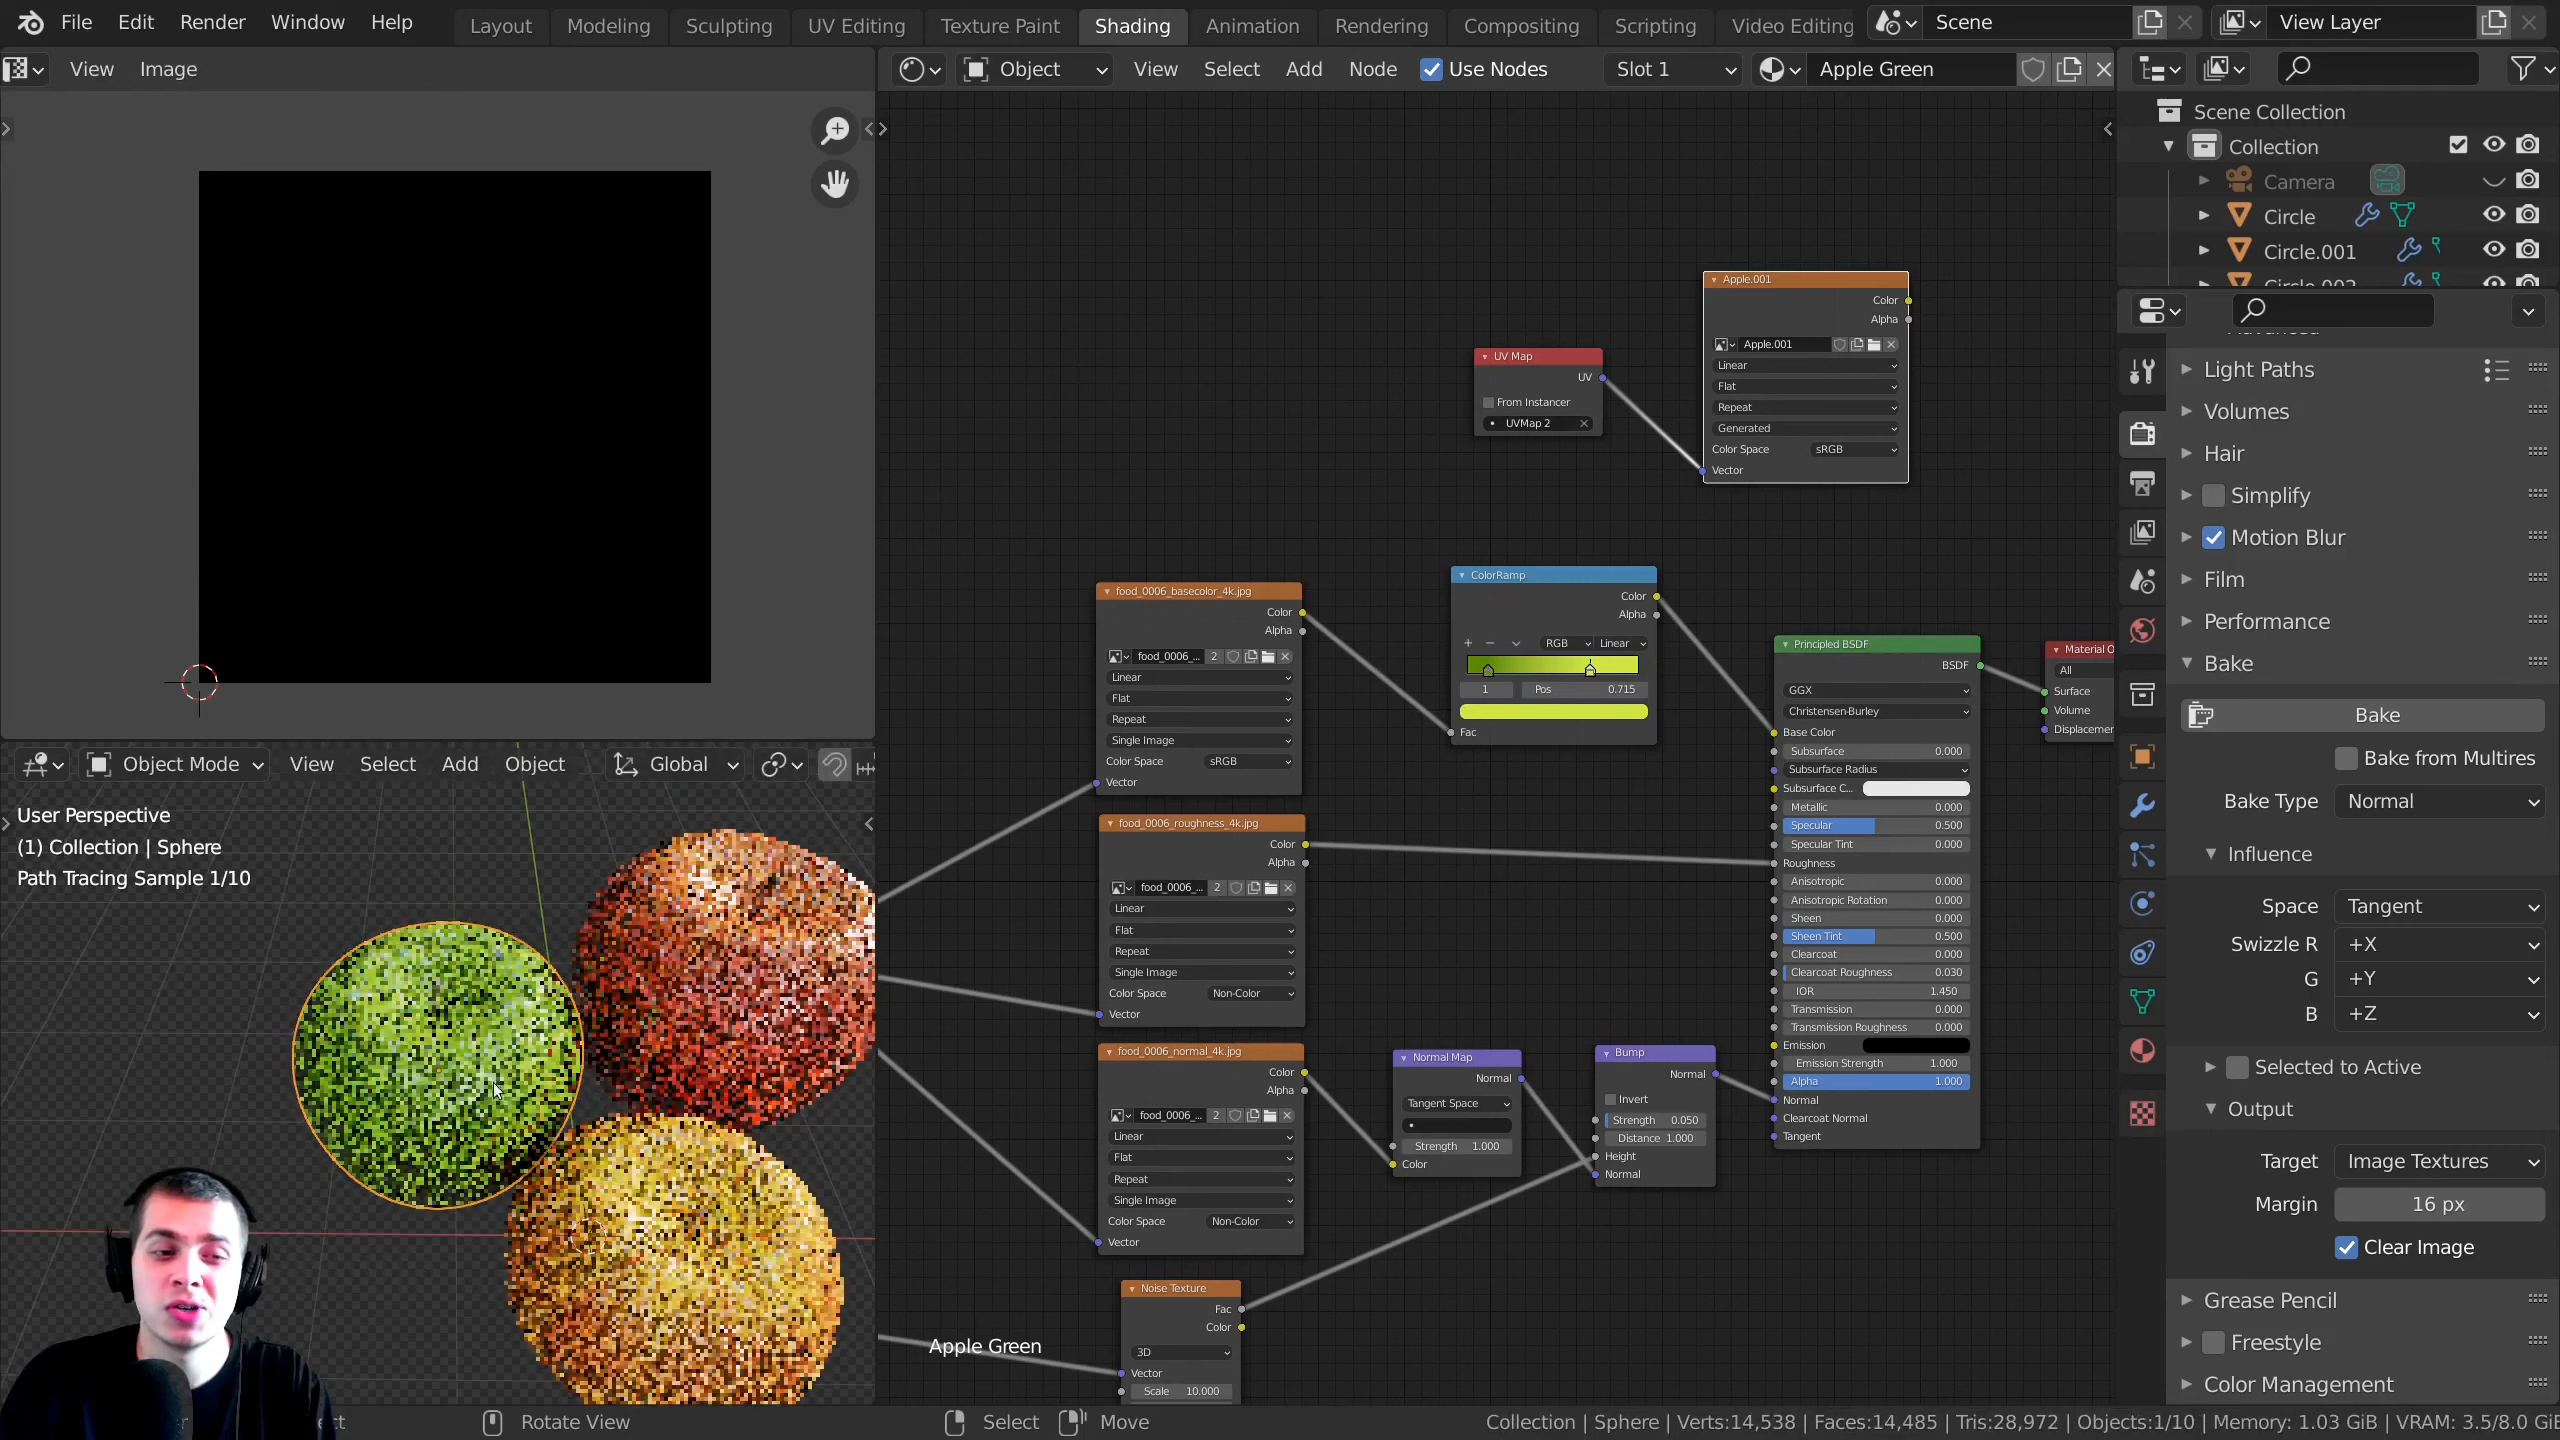 File Edit Render Window Help
Layout Modeling Sculpting UV Editing Texture Paint Shading Animation Rendering Compositing Scripting Video Editing
Scene
View Layer
View Image
Object View Select Add Node Use Nodes Slot 1 Apple Green
Scene Collection
Collection
Camera
Circle
Circle.001
Apple.001
Color
Alpha
Apple.001
Linear
Flat
Repeat
Generated
Color Space sRGB
Vector
UV Map
UV
From Instancer
UVMap 2
food_0006_basecolor_4k.jpg
Color
Alpha
food_0006_... 2
Linear
Flat
Repeat
Single Image
Color Space sRGB
Vector
ColorRamp
Color
Alpha
RGB Linear
1 Pos 0.715
Fac
food_0006_roughness_4k.jpg
Color
Alpha
food_0006_... 2
Linear
Flat
Repeat
Single Image
Color Space Non-Color
Vector
food_0006_normal_4k.jpg
Color
Alpha
food_0006_... 2
Linear
Flat
Repeat
Single Image
Color Space Non-Color
Vector
Normal Map
Normal
Tangent Space
Strength 1.000
Color
Bump
Normal
Invert
Strength 0.050
Distance 1.000
Height
Normal
Noise Texture
Fac
Color
3D
Vector
Scale 10.000
Apple Green
Principled BSDF
BSDF
GGX
Christensen-Burley
Base Color
Subsurface 0.000
Subsurface Radius
Subsurface C...
Metallic 0.000
Specular 0.500
Specular Tint 0.000
Roughness
Anisotropic 0.000
Anisotropic Rotation 0.000
Sheen 0.000
Sheen Tint 0.500
Clearcoat 0.000
Clearcoat Roughness 0.030
IOR 1.450
Transmission 0.000
Transmission Roughness 0.000
Emission
Emission Strength 1.000
Alpha 1.000
Normal
Clearcoat Normal
Tangent
Material O
All
Surface
Volume
Displacemer
Object Mode View Select Add Object Global
User Perspective
(1) Collection | Sphere
Path Tracing Sample 1/10
Light Paths
Volumes
Hair
Simplify
Motion Blur
Film
Performance
Bake
Bake
Bake from Multires
Bake Type Normal
Influence
Space Tangent
Swizzle R +X
G +Y
B +Z
Selected to Active
Output
Target Image Textures
Margin 16 px
Clear Image
Grease Pencil
Freestyle
Color Management
Rotate View
Select Move
Collection | Sphere | Verts:14,538 | Faces:14,485 | Tris:28,972 | Objects:1/10 | Memory: 1.03 GiB | VRAM: 3.5/8.0 GiB